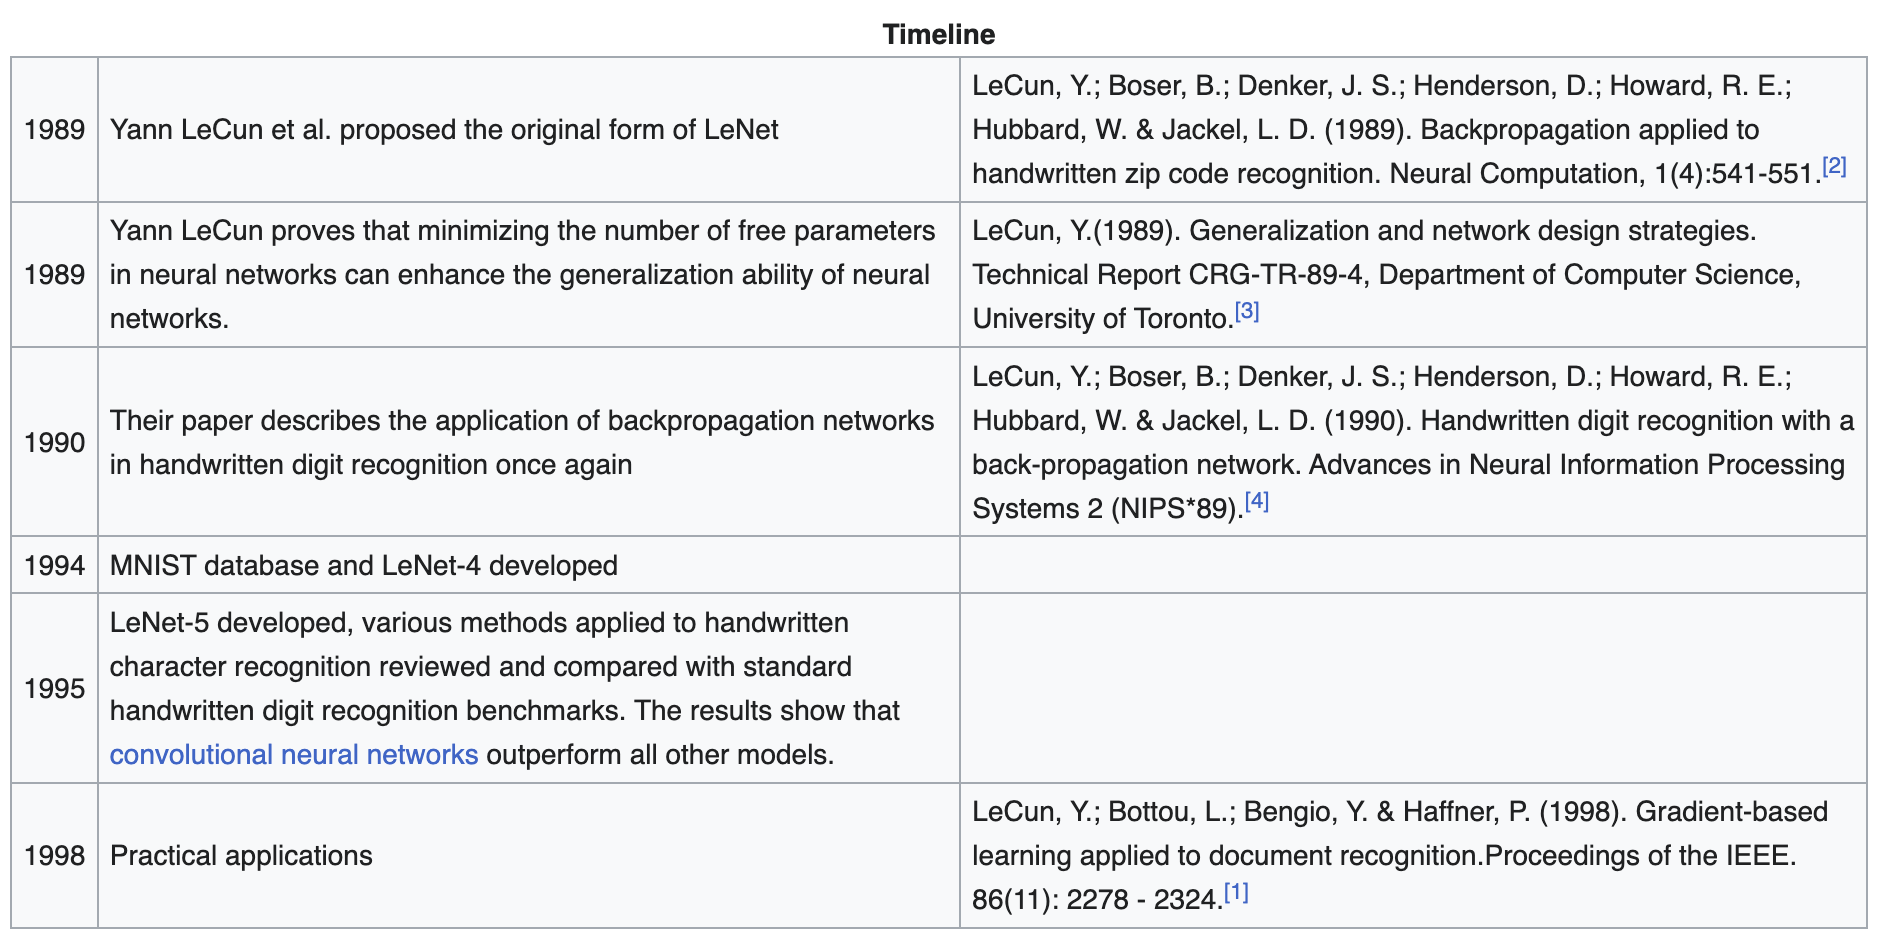 Timeline
1989
Yann LeCun et al. proposed the original form of LeNet
LeCun, Y.; Boser, B.; Denker, J. S.; Henderson, D.; Howard, R. E.;
Hubbard, W. & Jackel, L. D. (1989). Backpropagation applied to
handwritten zip code recognition. Neural Computation, 1(4):541-551.[2]
1989
Yann LeCun proves that minimizing the number of free parameters
in neural networks can enhance the generalization ability of neural
networks.
LeCun, Y.(1989). Generalization and network design strategies.
Technical Report CRG-TR-89-4, Department of Computer Science,
University of Toronto.[3]
1990
Their paper describes the application of backpropagation networks
in handwritten digit recognition once again
LeCun, Y.; Boser, B.; Denker, J. S.; Henderson, D.; Howard, R. E.;
Hubbard, W. & Jackel, L. D. (1990). Handwritten digit recognition with a
back-propagation network. Advances in Neural Information Processing
Systems 2 (NIPS*89).[4]
1994
MNIST database and LeNet-4 developed
1995
LeNet-5 developed, various methods applied to handwritten
character recognition reviewed and compared with standard
handwritten digit recognition benchmarks. The results show that
convolutional neural networks outperform all other models.
1998
Practical applications
LeCun, Y.; Bottou, L.; Bengio, Y. & Haffner, P. (1998). Gradient-based
learning applied to document recognition.Proceedings of the IEEE.
86(11): 2278 - 2324.[1]